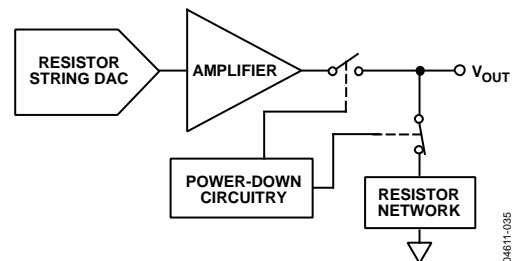 RESISTOR
STRING DAC
AMPLIFIER
VOUT
POWER-DOWN
CIRCUITRY
RESISTOR
NETWORK
04611-035